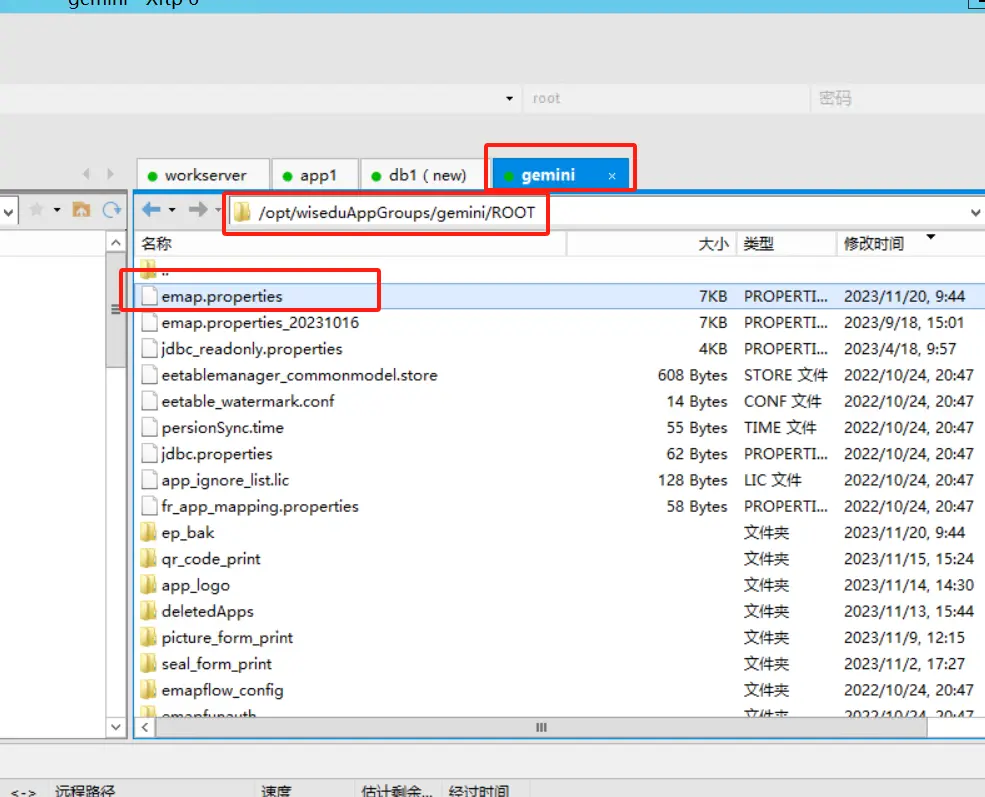 gemini - Xftp 6
root 密码
workserver app1 db1 ( new) gemini ×
/opt/wiseduAppGroups/gemini/ROOT
名称 大小 类型 修改时间
..
emap.properties 7KB PROPERTI... 2023/11/20, 9:44
emap.properties_20231016 7KB PROPERTI... 2023/9/18, 15:01
jdbc_readonly.properties 4KB PROPERTI... 2023/4/18, 9:57
eetablemanager_commonmodel.store 608 Bytes STORE 文件 2022/10/24, 20:47
eetable_watermark.conf 14 Bytes CONF 文件 2022/10/24, 20:47
persionSync.time 55 Bytes TIME 文件 2022/10/24, 20:47
jdbc.properties 62 Bytes PROPERTI... 2022/10/24, 20:47
app_ignore_list.lic 128 Bytes LIC 文件 2022/10/24, 20:47
fr_app_mapping.properties 58 Bytes PROPERTI... 2022/10/24, 20:47
ep_bak 文件夹 2023/11/20, 9:44
qr_code_print 文件夹 2023/11/15, 15:24
app_logo 文件夹 2023/11/14, 14:30
deletedApps 文件夹 2023/11/13, 15:44
picture_form_print 文件夹 2023/11/9, 12:15
seal_form_print 文件夹 2023/11/2, 17:27
emapflow_config 文件夹 2022/10/24, 20:47
emapfunauth 文件夹 2022/10/24, 20:47
<-> 远程路径 速度 估计剩余... 经过时间